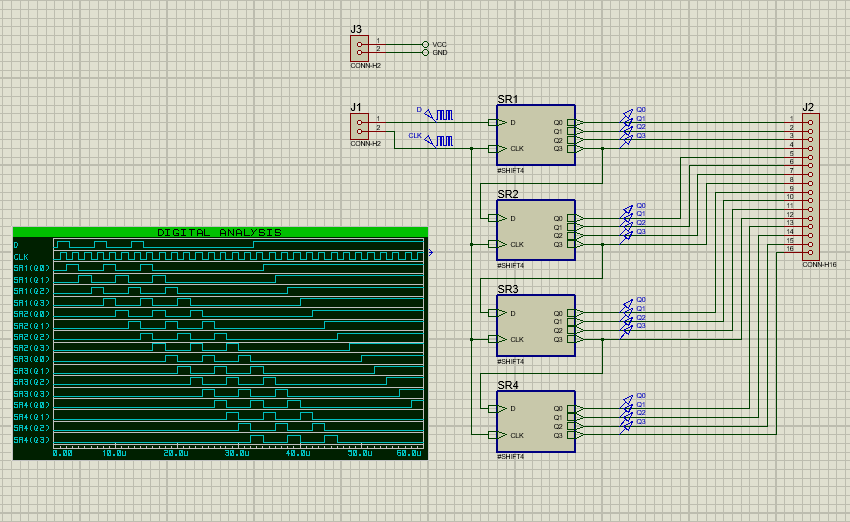 J3
1
2
VCC
GND
CONN-H2
J1
1
2
CONN-H2
D
CLK
SR1
D
CLK
Q0
Q1
Q2
Q3
#SHIFT4
Q0
Q1
Q2
Q3
SR2
D
CLK
Q0
Q1
Q2
Q3
#SHIFT4
Q0
Q1
Q2
Q3
SR3
D
CLK
Q0
Q1
Q2
Q3
#SHIFT4
Q0
Q1
Q2
Q3
SR4
D
CLK
Q0
Q1
Q2
Q3
#SHIFT4
Q0
Q1
Q2
Q3
J2
1
2
3
4
5
6
7
8
9
10
11
12
13
14
15
16
CONN-H16
DIGITAL ANALYSIS
D
CLK
SR1(Q0)
SR1(Q1)
SR1(Q2)
SR1(Q3)
SR2(Q0)
SR2(Q1)
SR2(Q2)
SR2(Q3)
SR3(Q0)
SR3(Q1)
SR3(Q2)
SR3(Q3)
SR4(Q0)
SR4(Q1)
SR4(Q2)
SR4(Q3)
0.00 10.0u 20.0u 30.0u 40.0u 50.0u 60.0u